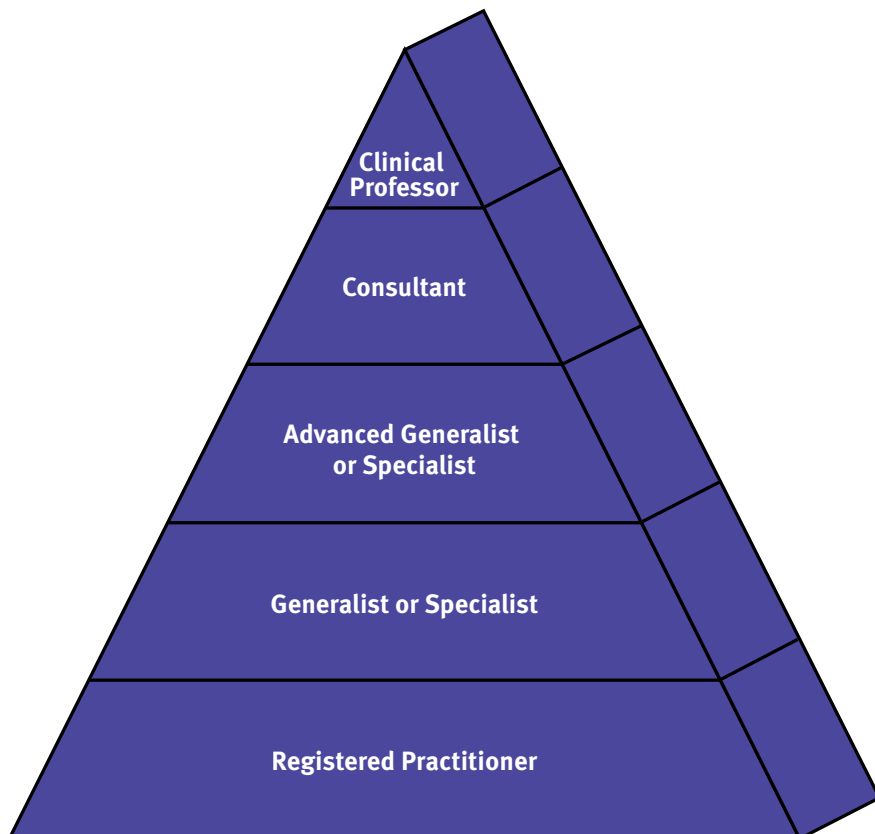 Clinical
Professor
Consultant
Advanced Generalist
or Specialist
Generalist or Specialist
Registered Practitioner